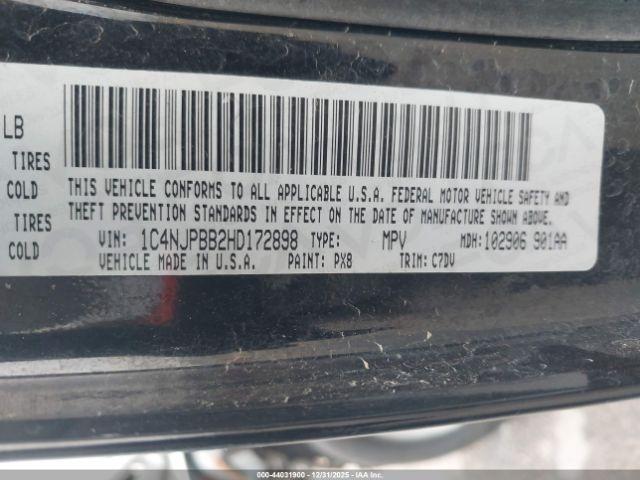 LB
TIRES
COLD
TIRES
COLD
THIS VEHICLE CONFORMS TO ALL APPLICABLE U.S.A. FEDERAL MOTOR VEHICLE SAFETY AND
THEFT PREVENTION STANDARDS IN EFFECT ON THE DATE OF MANUFACTURE SHOWN ABOVE.
VIN: 1C4NJPBB2HD172898 TYPE: MPV MDH:102906 901AA
VEHICLE MADE IN U.S.A. PAINT: PX8 TRIM: C7DV
000-44031900 - 12/31/2025 - IAAI.COM